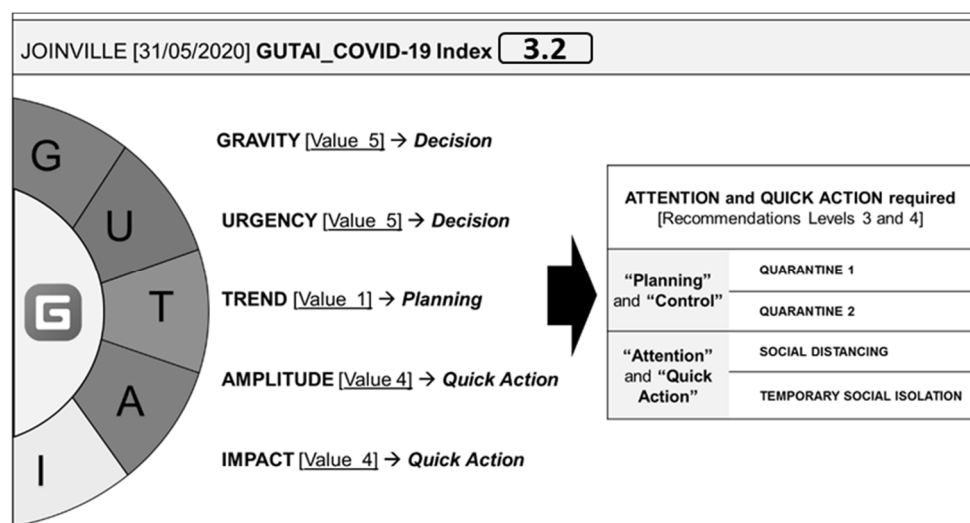 JOINVILLE [31/05/2020] GUTAI_COVID-19 Index 3.2
G
U
T
A
I
G
GRAVITY [Value 5] → Decision
URGENCY [Value 5] → Decision
TREND [Value 1] → Planning
AMPLITUDE [Value 4] → Quick Action
IMPACT [Value 4] → Quick Action
ATTENTION and QUICK ACTION required
[Recommendations Levels 3 and 4]
“Planning”
and “Control”
QUARANTINE 1
QUARANTINE 2
“Attention”
and “Quick
Action”
SOCIAL DISTANCING
TEMPORARY SOCIAL ISOLATION